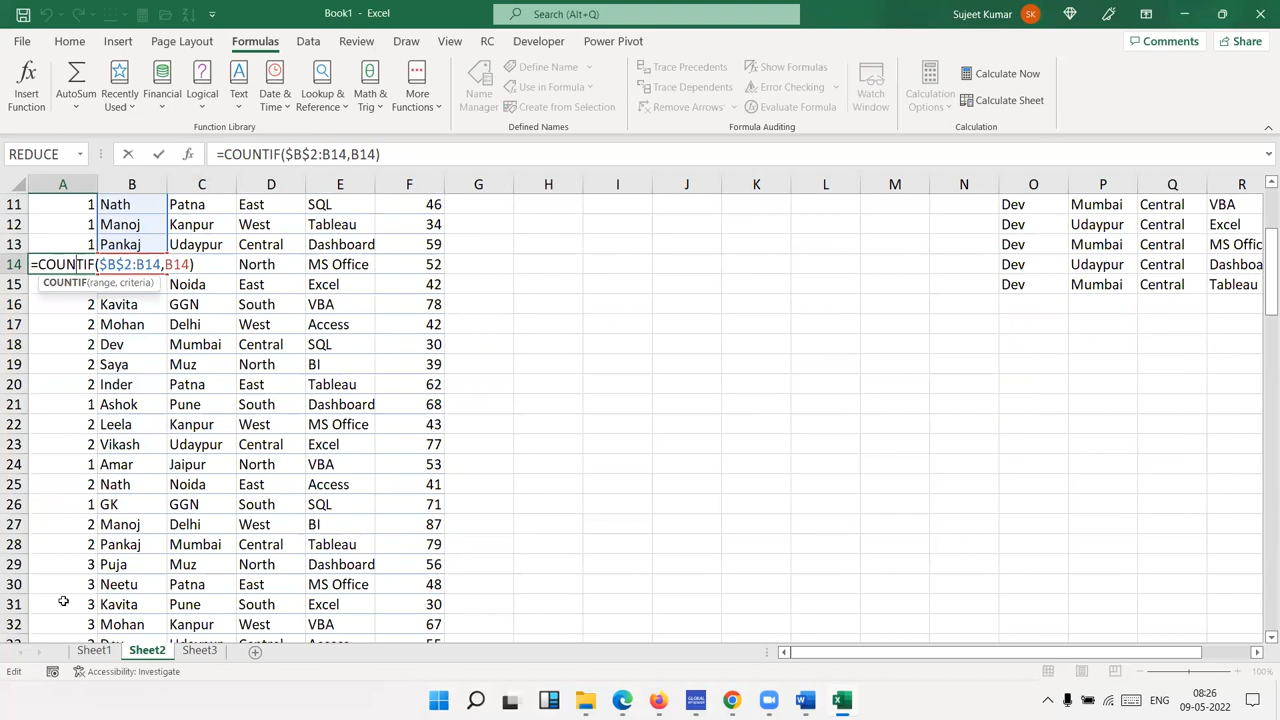 Book1 - Excel
Search (Alt+Q)
Sujeet Kumar
SK
File Home Insert Page Layout Formulas Data Review View RC Developer Power Pivot
Comments Share
Insert Function
AutoSum
Recently Used
Financial
Logical
Text
Date & Time
Lookup & Reference
Math & Trig
More Functions
Function Library
Name Manager
Define Name
Use in Formula
Create from Selection
Defined Names
Trace Precedents
Trace Dependents
Remove Arrows
Show Formulas
Error Checking
Evaluate Formula
Formula Auditing
Watch Window
Calculation Options
Calculate Now
Calculate Sheet
Calculation
REDUCE fx =COUNTIF($B$2:B14,B14)
A B C D E F G H I J K L M N O P Q R
11 1 Nath Patna East SQL 46 Dev Mumbai Central VBA
12 1 Manoj Kanpur West Tableau 34 Dev Udaypur Central Excel
13 1 Pankaj Udaypur Central Dashboard 59 Dev Mumbai Central MS Offic
14 =COUNTIF($B$2:B14,B14) North MS Office 52 Dev Udaypur Central Dashboa
COUNTIF(range, criteria)
15 Noida East Excel 42 Dev Mumbai Central Tableau
16 2 Kavita GGN South VBA 78
17 2 Mohan Delhi West Access 42
18 2 Dev Mumbai Central SQL 30
19 2 Saya Muz North BI 39
20 2 Inder Patna East Tableau 62
21 1 Ashok Pune South Dashboard 68
22 2 Leela Kanpur West MS Office 43
23 2 Vikash Udaypur Central Excel 77
24 1 Amar Jaipur North VBA 53
25 2 Nath Noida East Access 41
26 1 GK GGN South SQL 71
27 2 Manoj Delhi West BI 87
28 2 Pankaj Mumbai Central Tableau 79
29 3 Puja Muz North Dashboard 56
30 3 Neetu Patna East MS Office 48
31 3 Kavita Pune South Excel 30
32 3 Mohan Kanpur West VBA 67
Sheet1 Sheet2 Sheet3
Edit Accessibility: Investigate 100%
ENG
08:26
09-05-2022